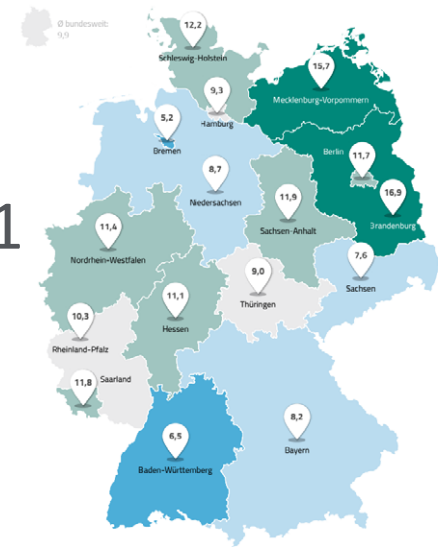 Ø bundesweit:
9,9
12,2
Schleswig-Holstein
15,7
Mecklenburg-Vorpommern
9,3
Hamburg
5,2
Bremen
Berlin
11,7
8,7
Niedersachsen
16,9
Brandenburg
11,9
Sachsen-Anhalt
1
11,4
Nordrhein-Westfalen
7,6
Sachsen
9,0
Thüringen
11,1
Hessen
10,3
Rheinland-Pfalz
11,8
Saarland
8,2
Bayern
6,5
Baden-Württemberg